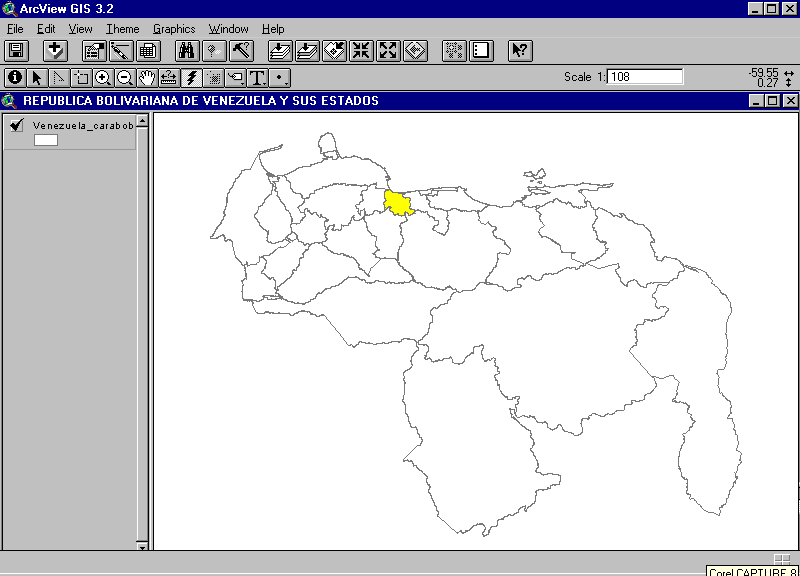 ArcView GIS 3.2
File Edit View Theme Graphics Window Help
Scale 1: 108
-59.55
0.27
REPUBLICA BOLIVARIANA DE VENEZUELA Y SUS ESTADOS
Venezuela_carabob
Corel CAPTURE 8